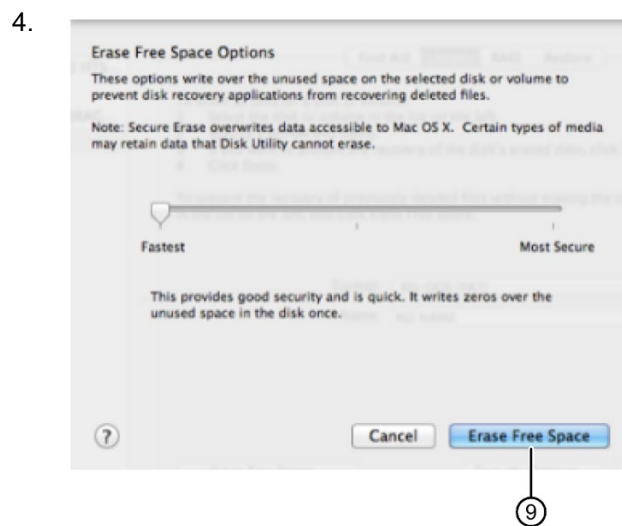 4.
Erase Free Space Options
These options write over the unused space on the selected disk or volume to
prevent disk recovery applications from recovering deleted files.
Note: Secure Erase overwrites data accessible to Mac OS X. Certain types of media
may retain data that Disk Utility cannot erase.
Fastest
Most Secure
This provides good security and is quick. It writes zeros over the
unused space in the disk once.
?
Cancel
Erase Free Space
9